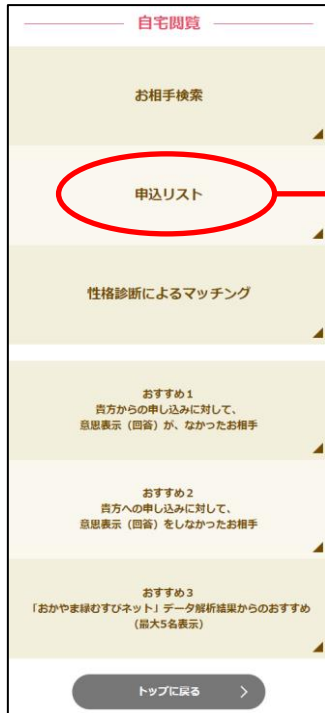 自宅閲覧
お相手検索
申込リスト
性格診断によるマッチング
おすすめ1
貴方からの申し込みに対して、
意思表示（回答）が、なかったお相手
おすすめ2
貴方への申し込みに対して、
意思表示（回答）をしなかったお相手
おすすめ3
「おかやま縁むすびネット」データ解析結果からのおすすめ
(最大5名表示)
トップに戻る